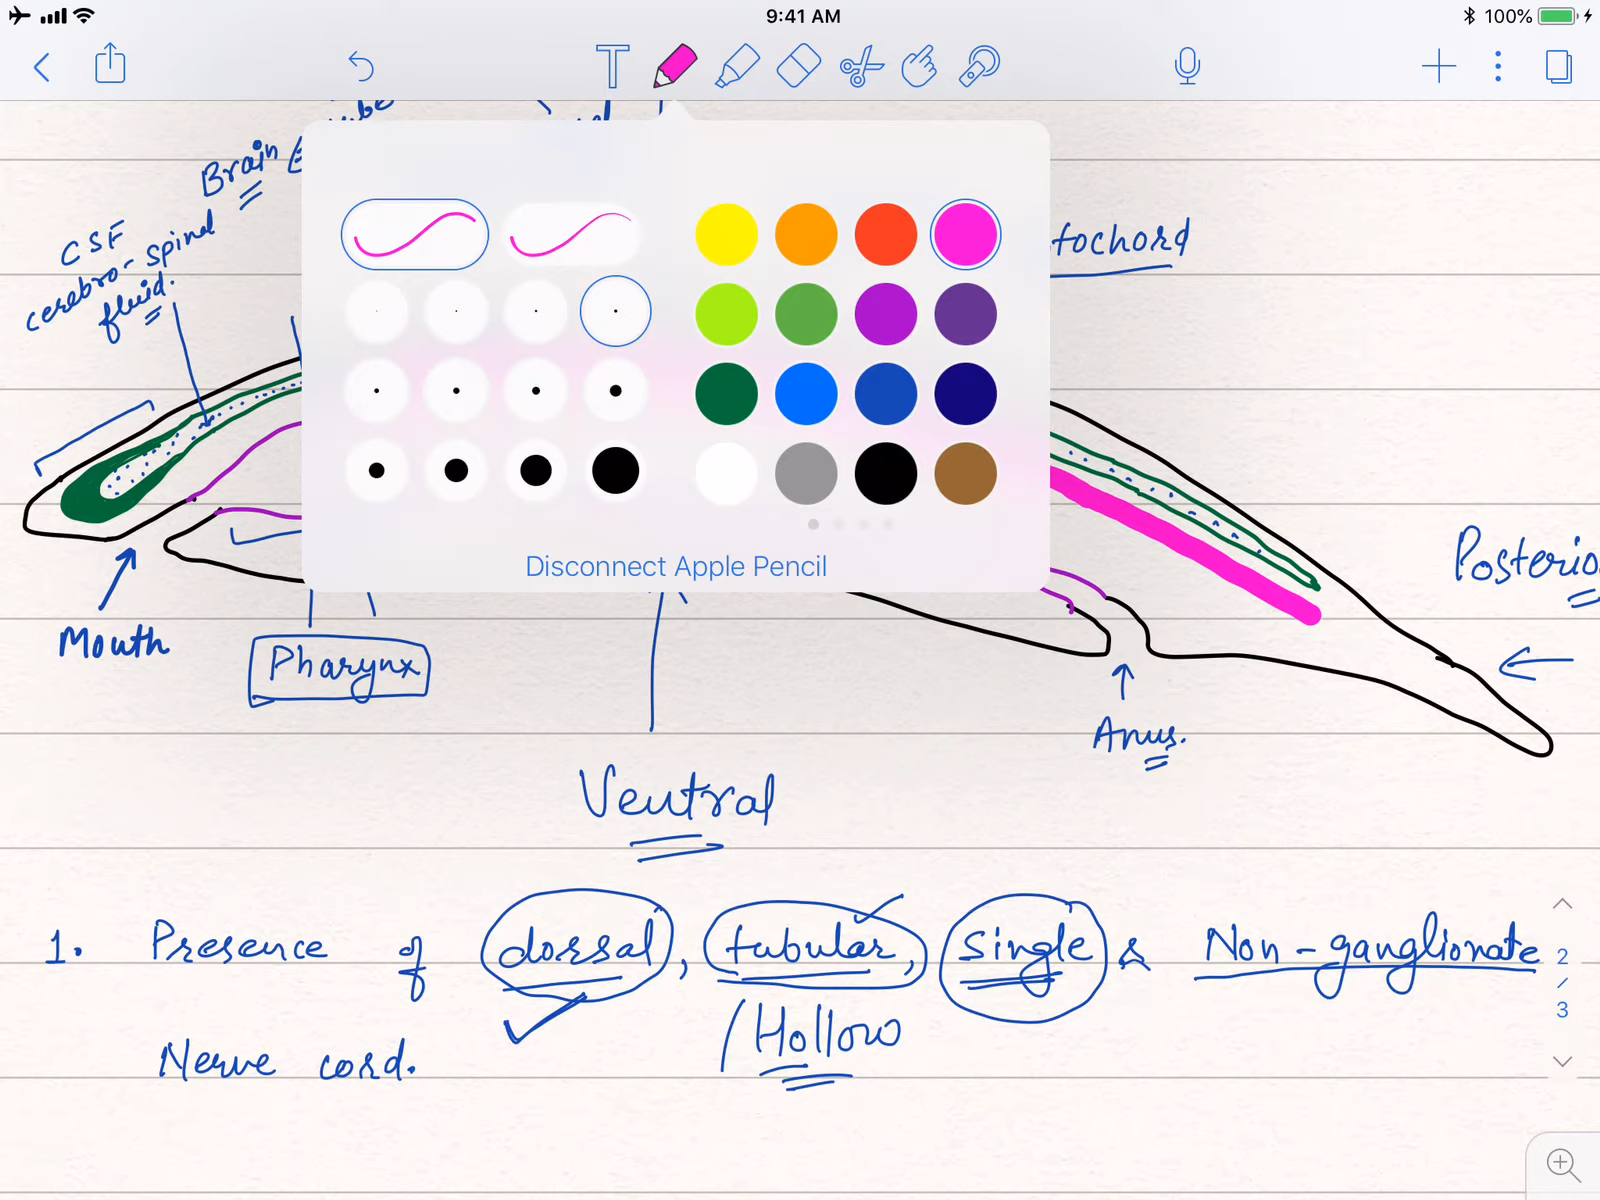 9:41 AM
100%
T
Brain
CSF
cerebro-spinal
fluid.
tochord
Disconnect Apple Pencil
Posterio
Mouth
Pharynx
Anus.
Ventral
1. Presence of dorsal, tubular, single & Non-ganglionate
/Hollow
Nerve cord.
2
/
3